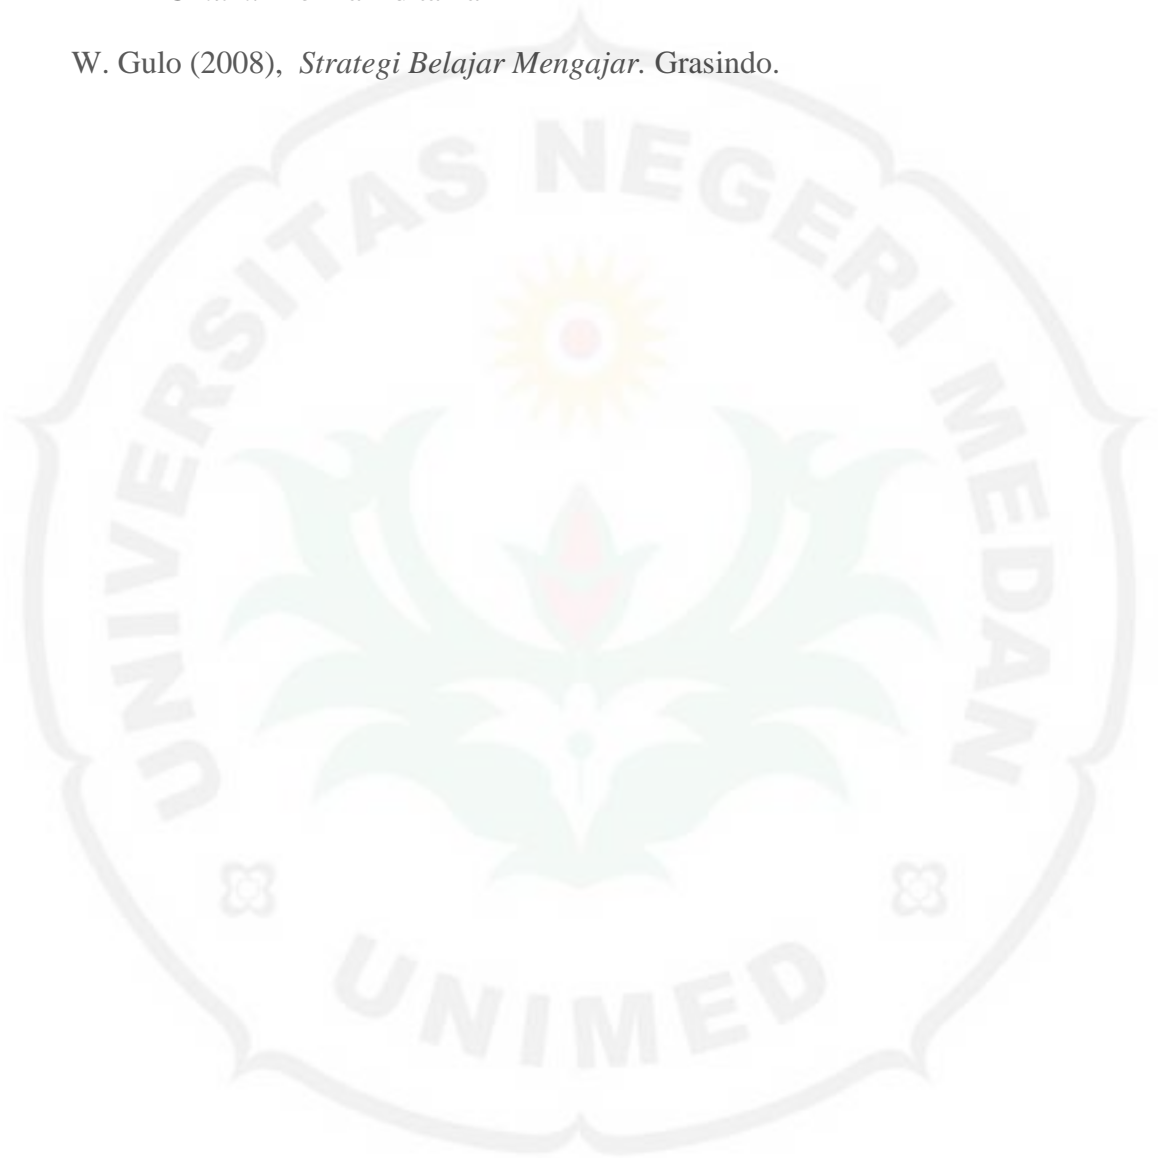 W. Gulo (2008), Strategi Belajar Mengajar. Grasindo.
UNIVERSITAS NEGERI MEDAN
UNIMED